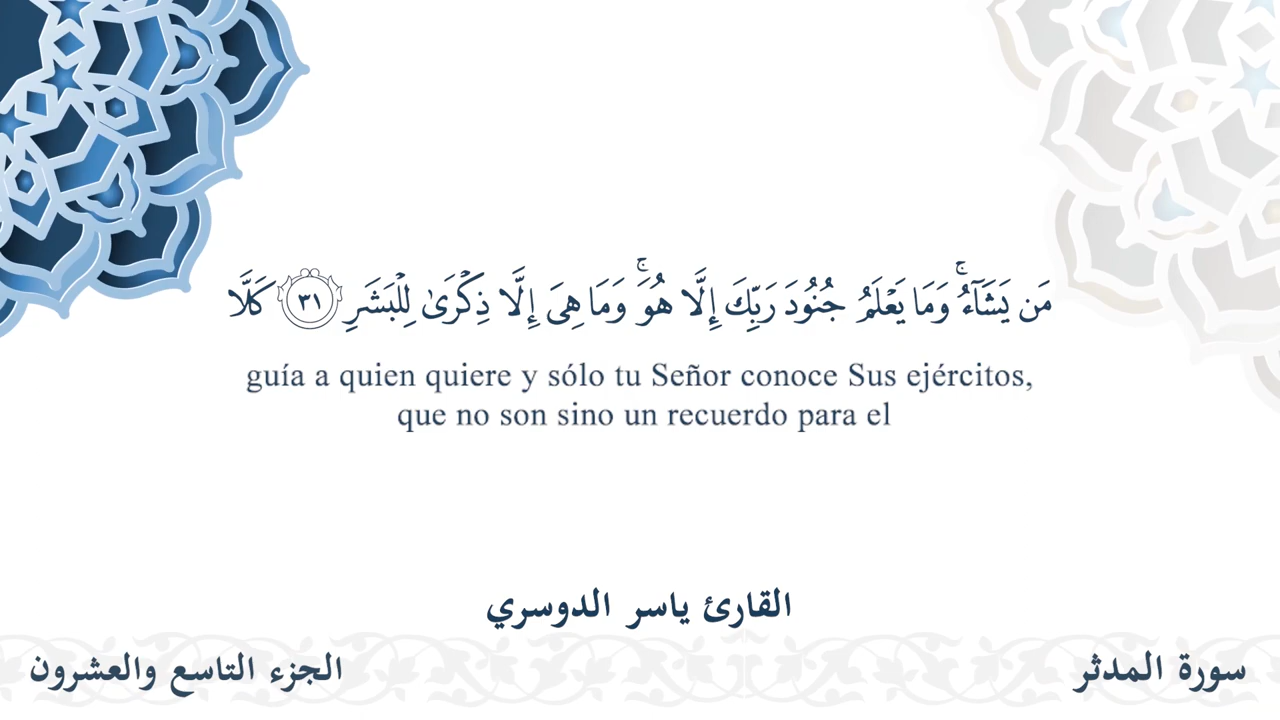 مَن يَشَآءُۚ وَمَا يَعْلَمُ جُنُودَ رَبِّكَ إِلَّا هُوَۚ وَمَا هِىَ إِلَّا ذِكْرَىٰ لِلْبَشَرِ ٣١ كَلَّا
guía a quien quiere y sólo tu Señor conoce Sus ejércitos,
que no son sino un recuerdo para el
القارئ ياسر الدوسري
سورة المدثر
الجزء التاسع والعشرون